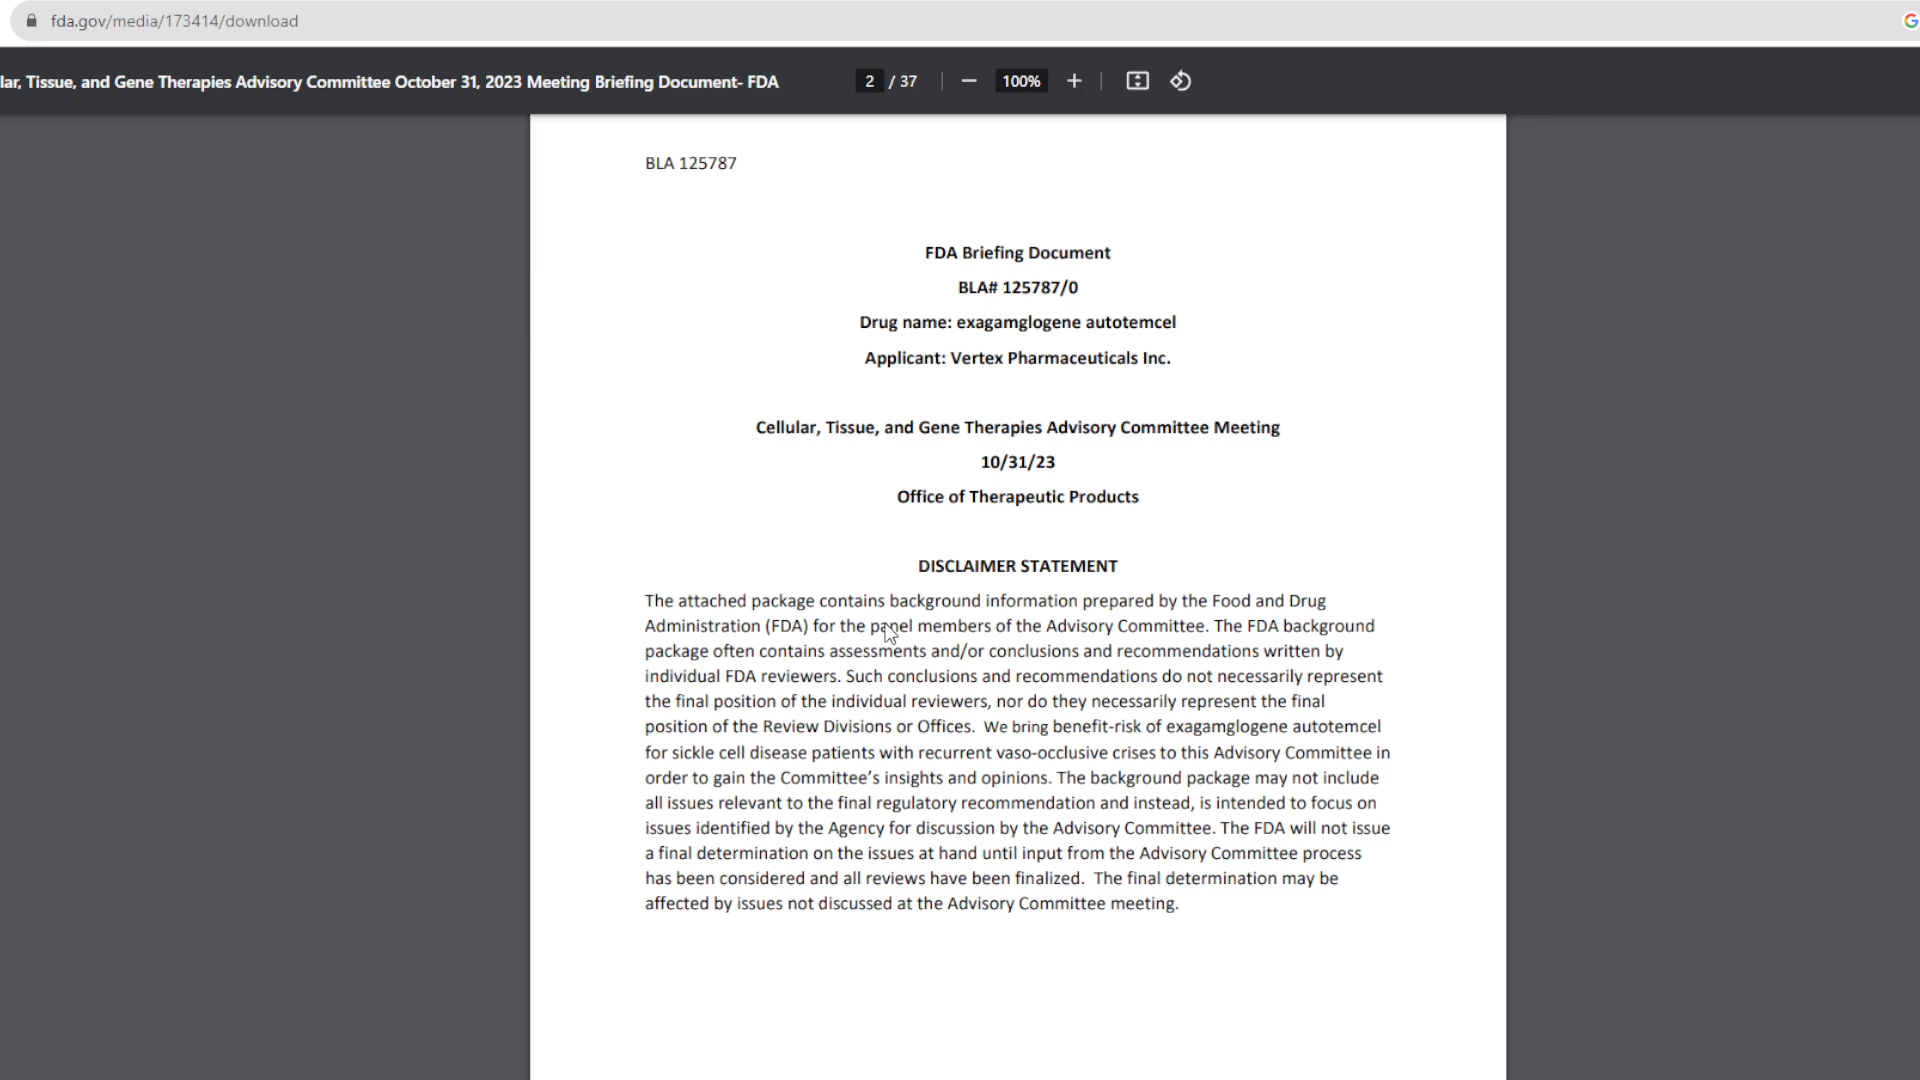 fda.gov/media/173414/download
lar, Tissue, and Gene Therapies Advisory Committee October 31, 2023 Meeting Briefing Document- FDA
2 / 37
100%
BLA 125787
FDA Briefing Document
BLA# 125787/0
Drug name: exagamglogene autotemcel
Applicant: Vertex Pharmaceuticals Inc.
Cellular, Tissue, and Gene Therapies Advisory Committee Meeting
10/31/23
Office of Therapeutic Products
DISCLAIMER STATEMENT
The attached package contains background information prepared by the Food and Drug
Administration (FDA) for the panel members of the Advisory Committee. The FDA background
package often contains assessments and/or conclusions and recommendations written by
individual FDA reviewers. Such conclusions and recommendations do not necessarily represent
the final position of the individual reviewers, nor do they necessarily represent the final
position of the Review Divisions or Offices.  We bring benefit-risk of exagamglogene autotemcel
for sickle cell disease patients with recurrent vaso-occlusive crises to this Advisory Committee in
order to gain the Committee’s insights and opinions. The background package may not include
all issues relevant to the final regulatory recommendation and instead, is intended to focus on
issues identified by the Agency for discussion by the Advisory Committee. The FDA will not issue
a final determination on the issues at hand until input from the Advisory Committee process
has been considered and all reviews have been finalized.  The final determination may be
affected by issues not discussed at the Advisory Committee meeting.